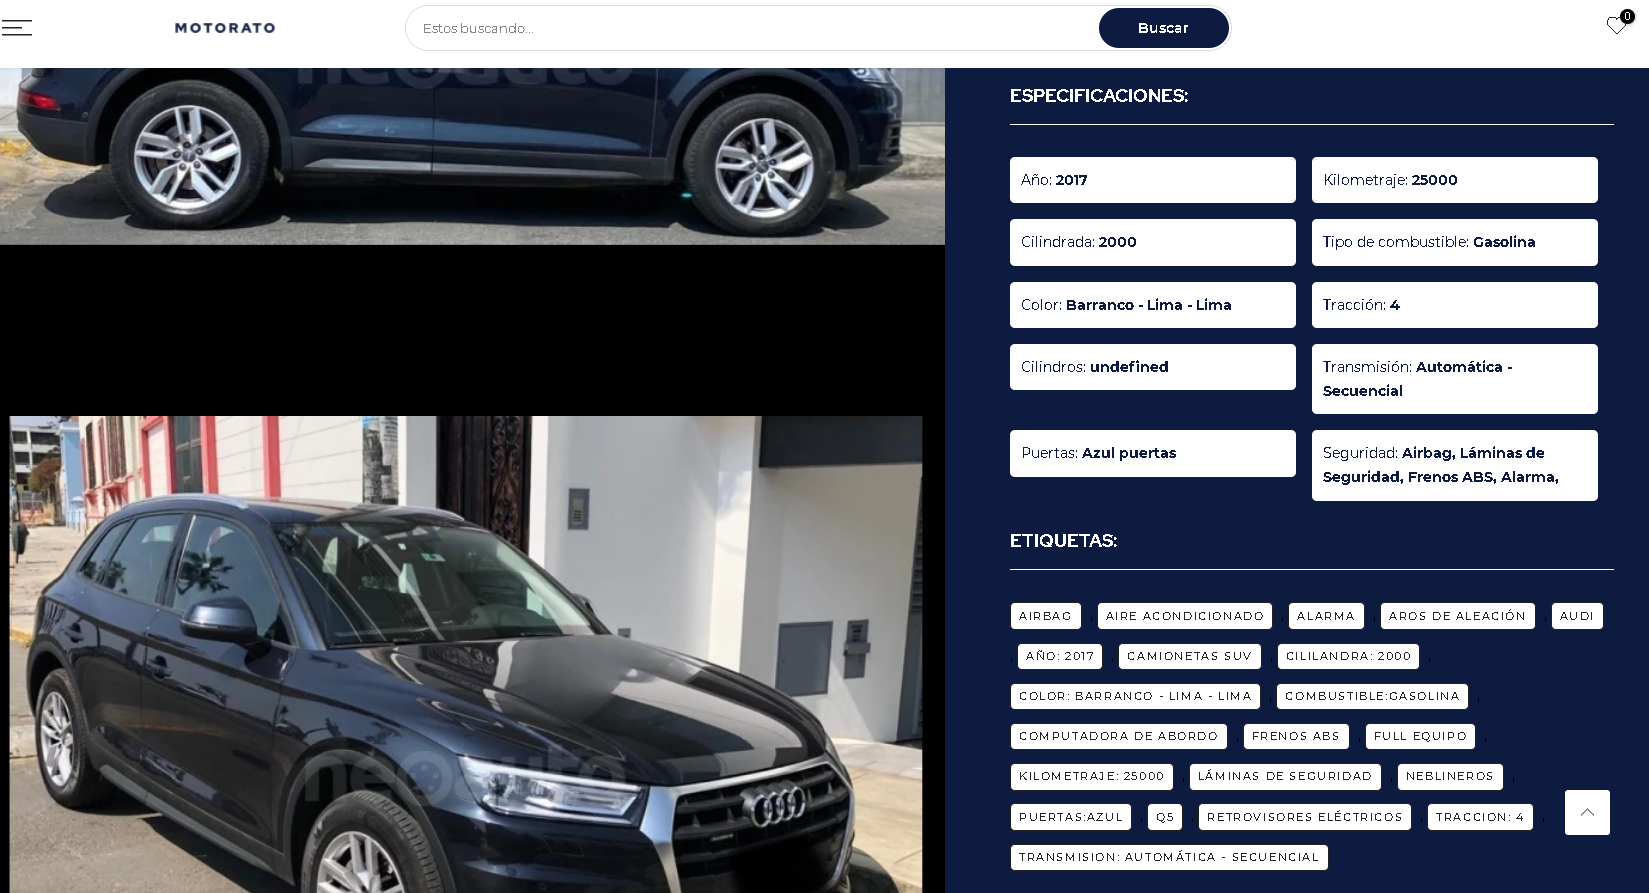 MOTORATO
Estos buscando...
Buscar
0
neoauto
ESPECIFICACIONES:
Año: 2017
Kilometraje: 25000
Cilindrada: 2000
Tipo de combustible: Gasolina
Color: Barranco - Lima - Lima
Tracción: 4
Cilindros: undefined
Transmisión: Automática -
Secuencial
Puertas: Azul puertas
Seguridad: Airbag, Láminas de
Seguridad, Frenos ABS, Alarma,
ETIQUETAS:
AIRBAG , AIRE ACONDICIONADO , ALARMA , AROS DE ALEACIÓN , AUDI
, AÑO: 2017 , CAMIONETAS SUV , CILILANDRA: 2000 ,
COLOR: BARRANCO - LIMA - LIMA , COMBUSTIBLE:GASOLINA ,
COMPUTADORA DE ABORDO , FRENOS ABS , FULL EQUIPO ,
KILOMETRAJE: 25000 , LÁMINAS DE SEGURIDAD , NEBLINEROS ,
PUERTAS:AZUL , Q5 , RETROVISORES ELÉCTRICOS , TRACCION: 4 ,
TRANSMISION: AUTOMÁTICA - SECUENCIAL
neoauto